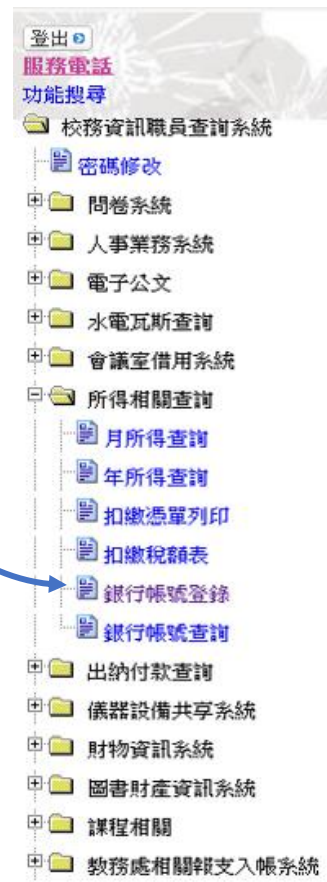 登出
服務電話
功能搜尋
校務資訊職員查詢系統
密碼修改
問卷系統
人事業務系統
電子公文
水電瓦斯查詢
會議室借用系統
所得相關查詢
月所得查詢
年所得查詢
扣繳憑單列印
扣繳稅額表
銀行帳號登錄
銀行帳號查詢
出納付款查詢
儀器設備共享系統
財物資訊系統
圖書財產資訊系統
課程相關
教務處相關報支入帳系統